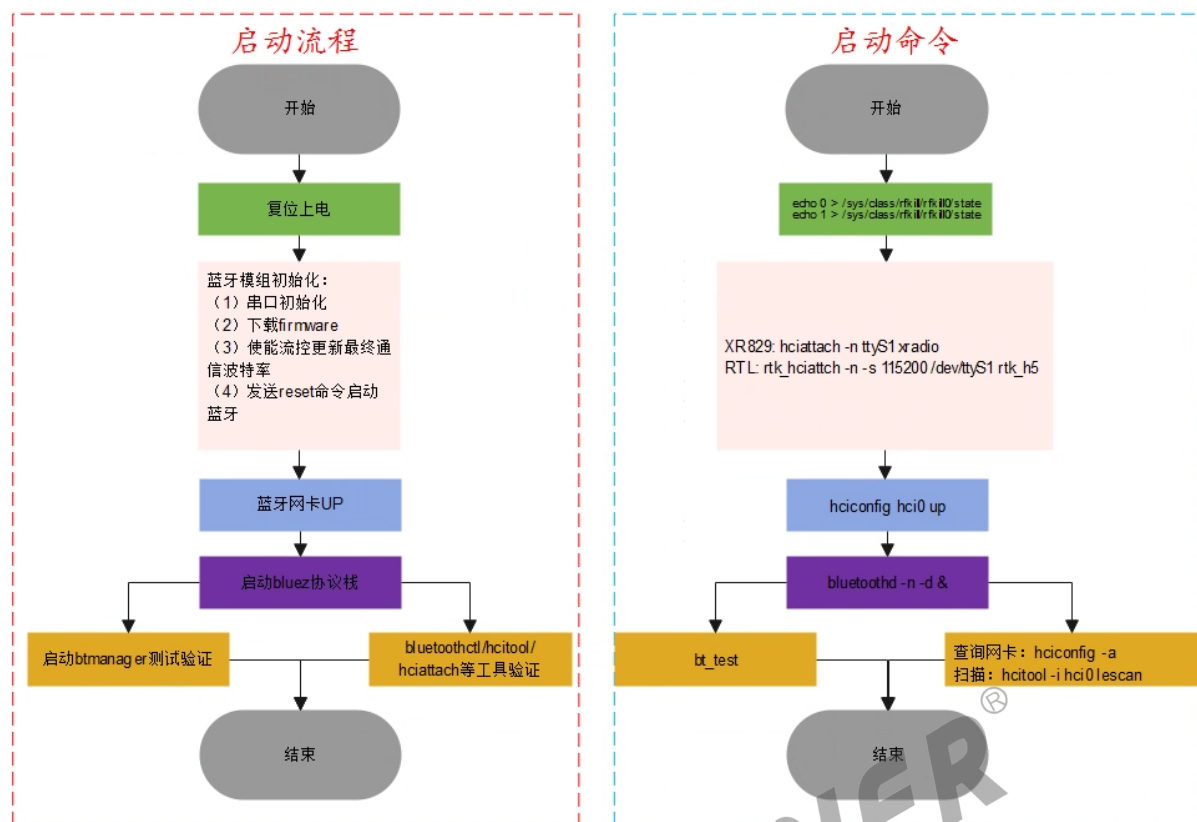 启动流程
开始
复位上电
蓝牙模组初始化：
（1）串口初始化
（2）下载firmware
（3）使能流控更新最终通
信波特率
（4）发送reset命令启动
蓝牙
蓝牙网卡UP
启动bluez协议栈
启动btmanager测试验证
bluetoothctl/hcitool/
hciattach等工具验证
结束
启动命令
开始
echo 0 > /sys/class/rfkill/rfkill0/state
echo 1 > /sys/class/rfkill/rfkill0/state
XR829: hciattach -n ttyS1 xradio
RTL: rtk_hciattch -n -s 115200 /dev/ttyS1 rtk_h5
hciconfig hci0 up
bluetoothd -n -d &
bt_test
查询网卡：hciconfig -a
扫描：hcitool -i hci0 lescan
结束